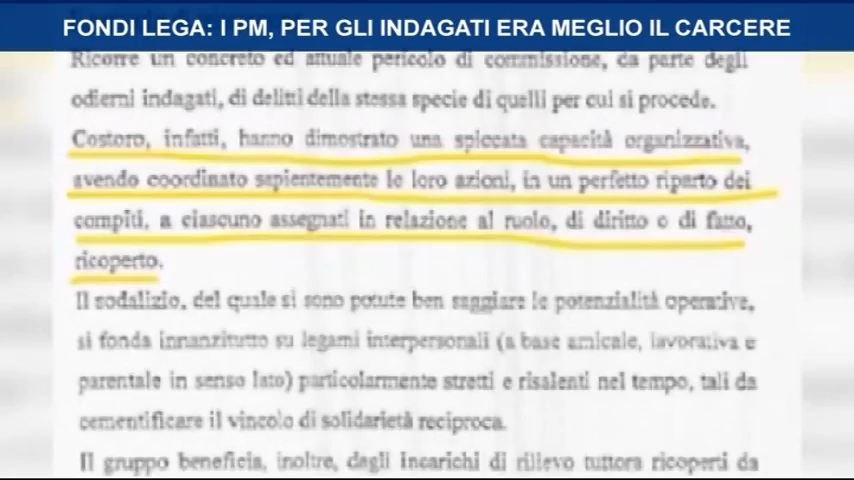 FONDI LEGA: I PM, PER GLI INDAGATI ERA MEGLIO IL CARCERE
Ricorre un concreto ed attuale pericolo di commissione, da parte degli
odierni indagati, di delitti della stessa specie di quelli per cui si procede.
Costoro, infatti, hanno dimostrato una spiccata capacità organizzativa,
avendo coordinato sapientemente le loro azioni, in un perfetto riparto dei
compiti, a ciascuno assegnati in relazione al ruolo, di diritto o di fatto,
ricoperto.
Il sodalizio, del quale si sono potute ben saggiare le potenzialità operative,
si fonda innanzitutto su legami interpersonali (a base amicale, lavorativa e
parentale in senso lato) particolarmente stretti e risalenti nel tempo, tali da
cementificare il vincolo di solidarietà reciproca.
Il gruppo beneficia, inoltre, degli incarichi di rilievo tuttora ricoperti da